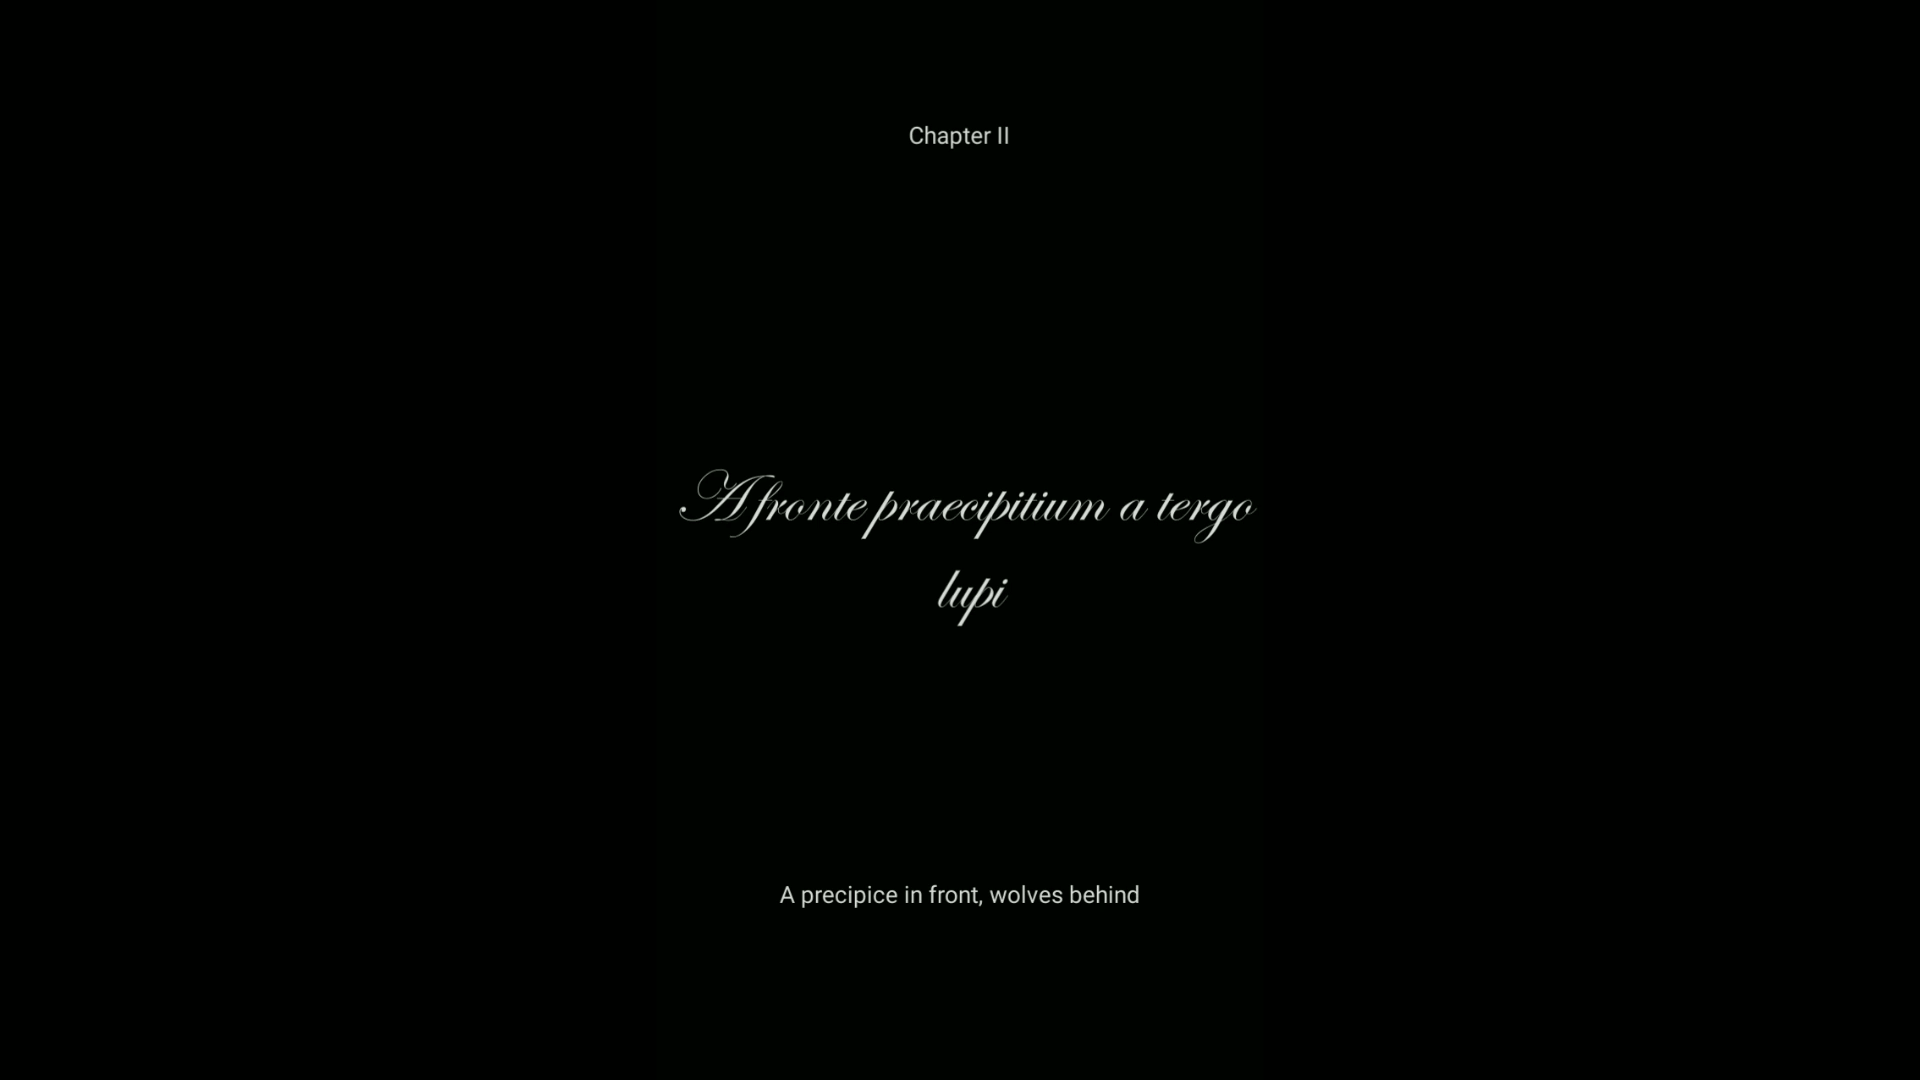 Chapter II
A fronte praecipitium a tergo
lupi
A precipice in front, wolves behind